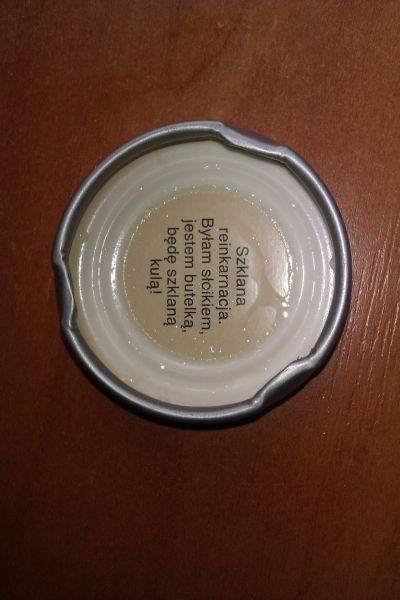 Szklana
reinkarnacja.
Byłam słoikiem,
jestem butelką,
będę szklaną
kulą!